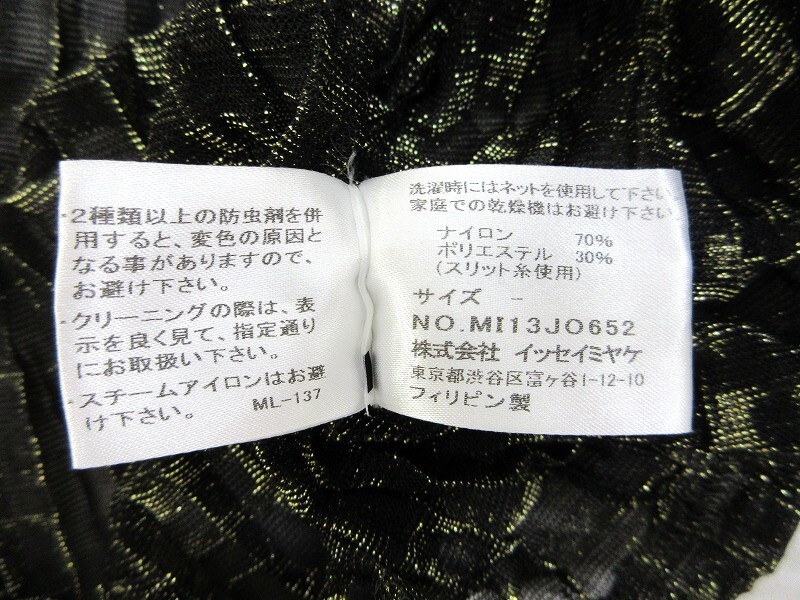 ・2種類以上の防虫剤を併
用すると、変色の原因と
なる事がありますので、
お避け下さい。
・クリーニングの際は、表
示を良く見て、指定通り
にお取扱い下さい。
・スチームアイロンはお避
け下さい。
ML-137
洗濯時にはネットを使用して下さい
家庭での乾燥機はお避け下さい
ナイロン 70%
ポリエステル 30%
(スリット糸使用)
サイズ -
NO.MI13JO652
株式会社 イッセイミヤケ
東京都渋谷区富ヶ谷1-12-10
フィリピン製